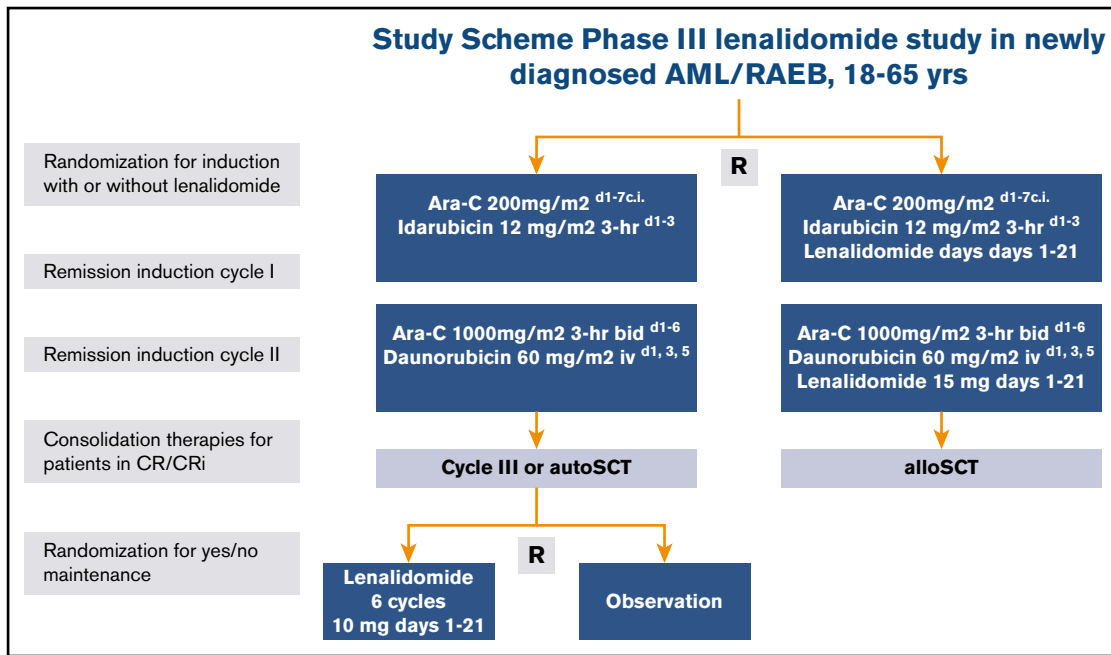 Study Scheme Phase III lenalidomide study in newly
diagnosed AML/RAEB, 18-65 yrs
Randomization for induction
with or without lenalidomide
R
Ara-C 200mg/m2 d1-7c.i.
Idarubicin 12 mg/m2 3-hr d1-3
Ara-C 200mg/m2 d1-7c.i.
Idarubicin 12 mg/m2 3-hr d1-3
Lenalidomide days days 1-21
Remission induction cycle I
Remission induction cycle II
Ara-C 1000mg/m2 3-hr bid d1-6
Daunorubicin 60 mg/m2 iv d1, 3, 5
Ara-C 1000mg/m2 3-hr bid d1-6
Daunorubicin 60 mg/m2 iv d1, 3, 5
Lenalidomide 15 mg days 1-21
Consolidation therapies for
patients in CR/CRi
Cycle III or autoSCT
alloSCT
Randomization for yes/no
maintenance
R
Lenalidomide
6 cycles
10 mg days 1-21
Observation